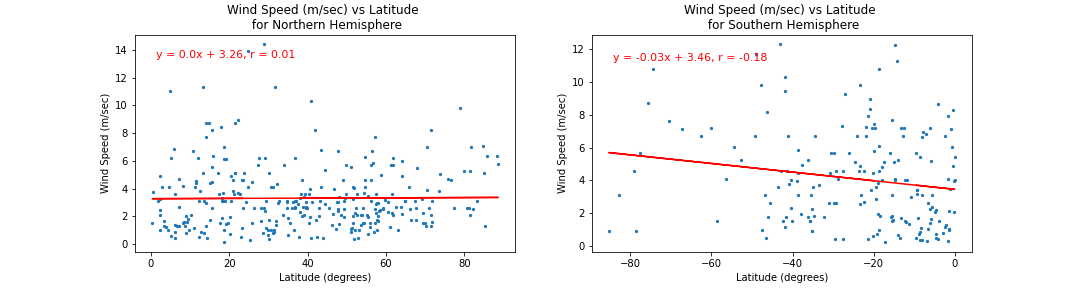 Wind Speed (m/sec) vs Latitude
for Northern Hemisphere
y = 0.0x + 3.26, r = 0.01
Wind Speed (m/sec)
14
12
10
8
6
4
2
0
0
20
40
60
80
Latitude (degrees)
Wind Speed (m/sec) vs Latitude
for Southern Hemisphere
y = -0.03x + 3.46, r = -0.18
Wind Speed (m/sec)
12
10
8
6
4
2
0
−80
−60
−40
−20
0
Latitude (degrees)